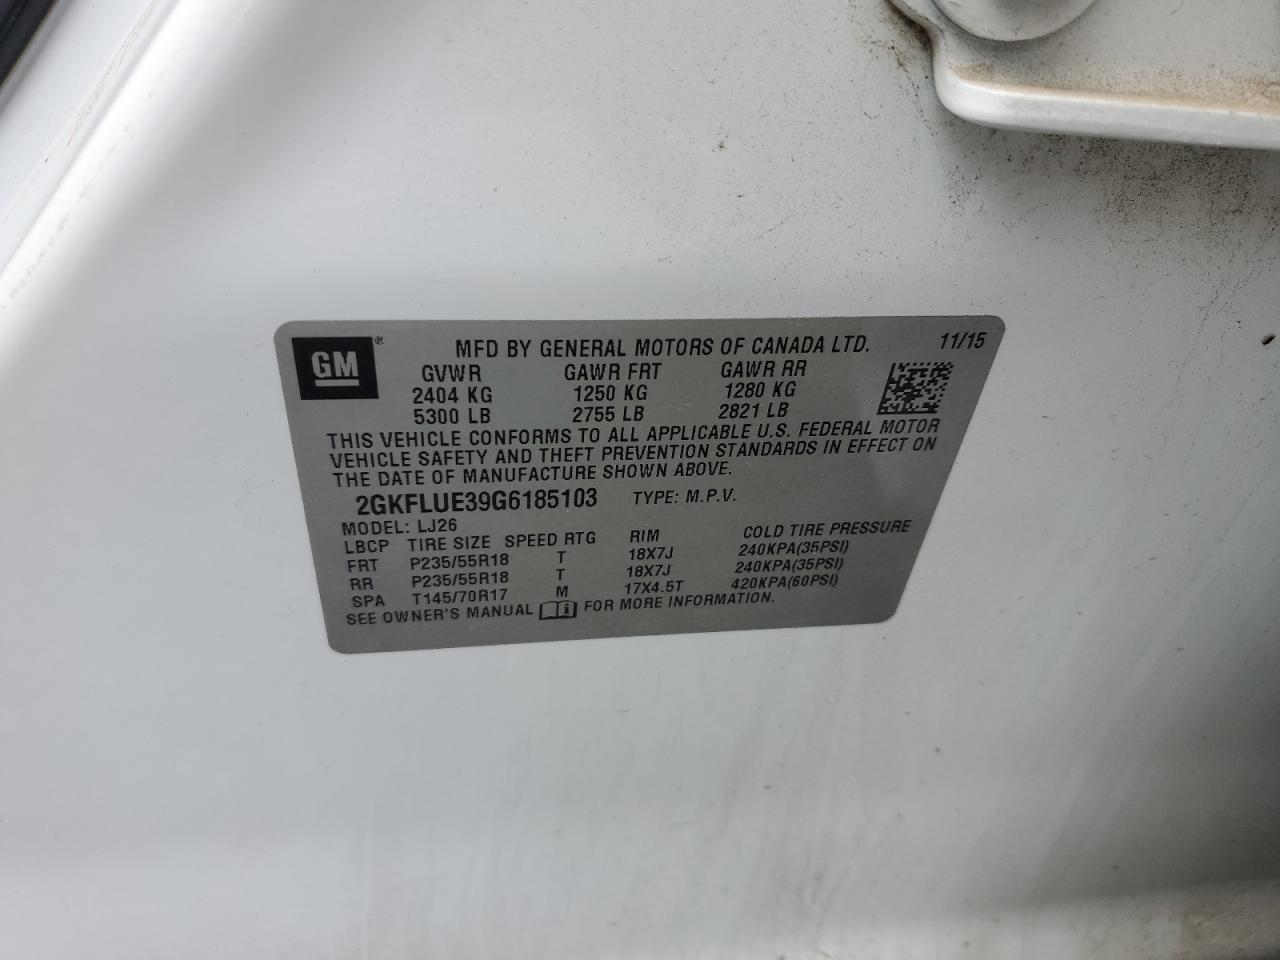 GM®
MFD BY GENERAL MOTORS OF CANADA LTD. 11/15
GVWR GAWR FRT GAWR RR
2404 KG 1250 KG 1280 KG
5300 LB 2755 LB 2821 LB
THIS VEHICLE CONFORMS TO ALL APPLICABLE U.S. FEDERAL MOTOR
VEHICLE SAFETY AND THEFT PREVENTION STANDARDS IN EFFECT ON
THE DATE OF MANUFACTURE SHOWN ABOVE.
2GKFLUE39G6185103 TYPE: M.P.V.
MODEL: LJ26
LBCP TIRE SIZE SPEED RTG RIM COLD TIRE PRESSURE
FRT P235/55R18 T 18X7J 240KPA(35PSI)
RR P235/55R18 T 18X7J 240KPA(35PSI)
SPA T145/70R17 M 17X4.5T 420KPA(60PSI)
SEE OWNER'S MANUAL i FOR MORE INFORMATION.